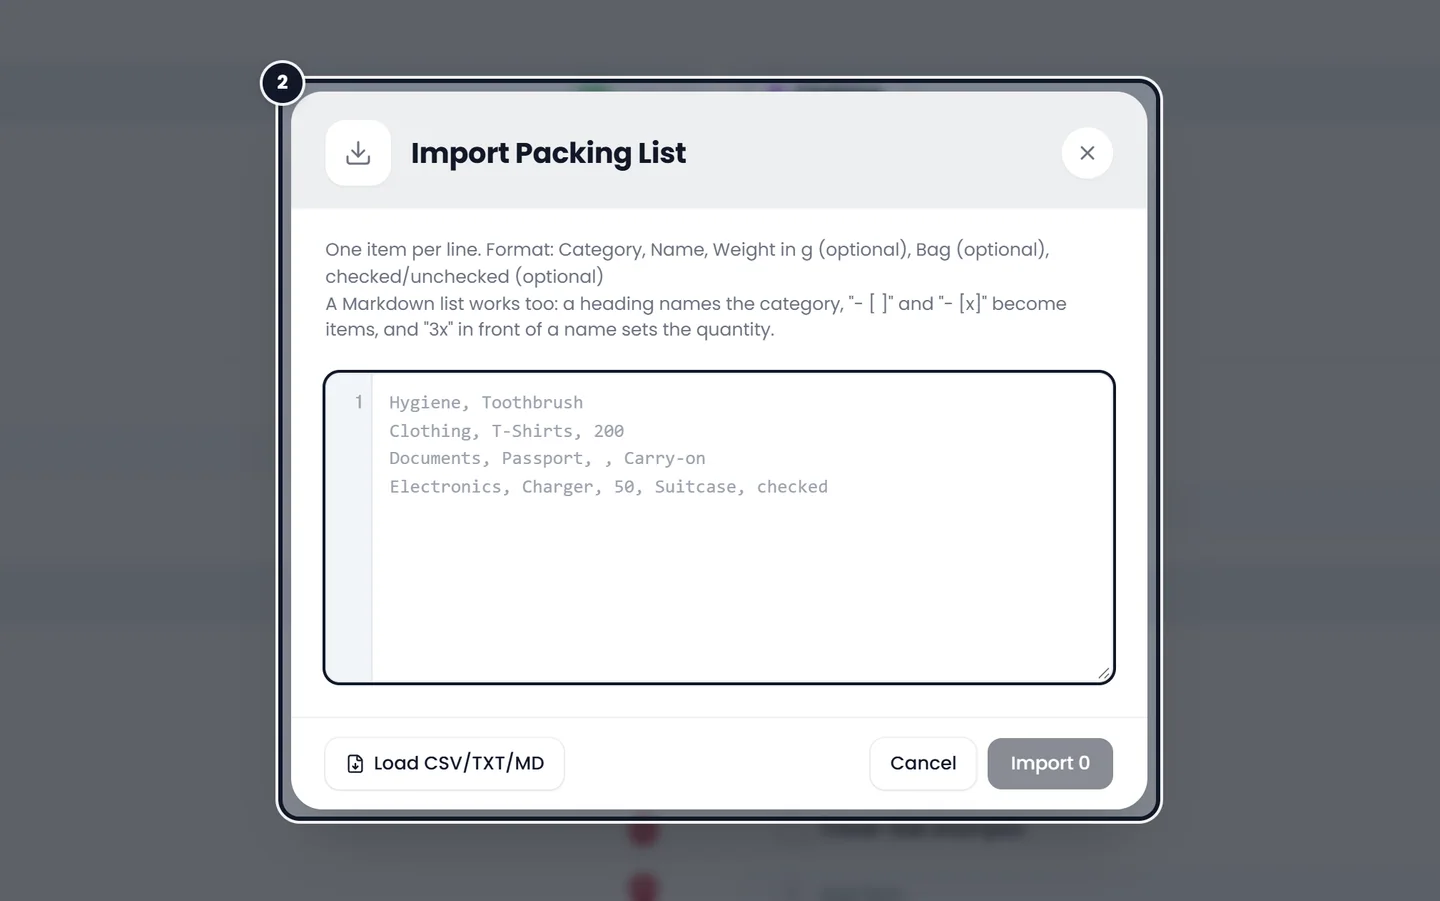 2
Import Packing List
One item per line. Format: Category, Name, Weight in g (optional), Bag (optional),
checked/unchecked (optional)
A Markdown list works too: a heading names the category, "- [ ]" and "- [x]" become
items, and "3x" in front of a name sets the quantity.
1
Hygiene, Toothbrush
Clothing, T-Shirts, 200
Documents, Passport, , Carry-on
Electronics, Charger, 50, Suitcase, checked
Load CSV/TXT/MD
Cancel
Import 0